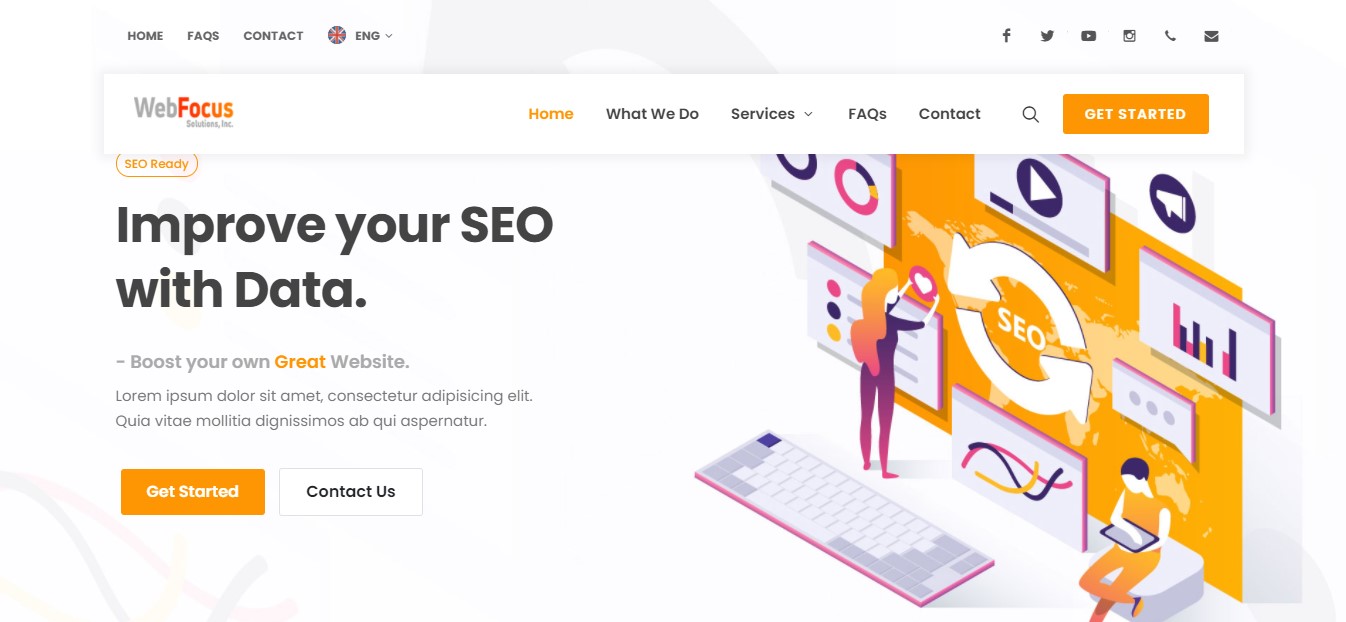 HOME FAQS CONTACT ENG
WebFocus
Solutions, Inc.
Home What We Do Services FAQs Contact GET STARTED
SEO Ready
Improve your SEO
with Data.
- Boost your own Great Website.
Lorem ipsum dolor sit amet, consectetur adipisicing elit.
Quia vitae mollitia dignissimos ab qui aspernatur.
Get Started Contact Us
SEO